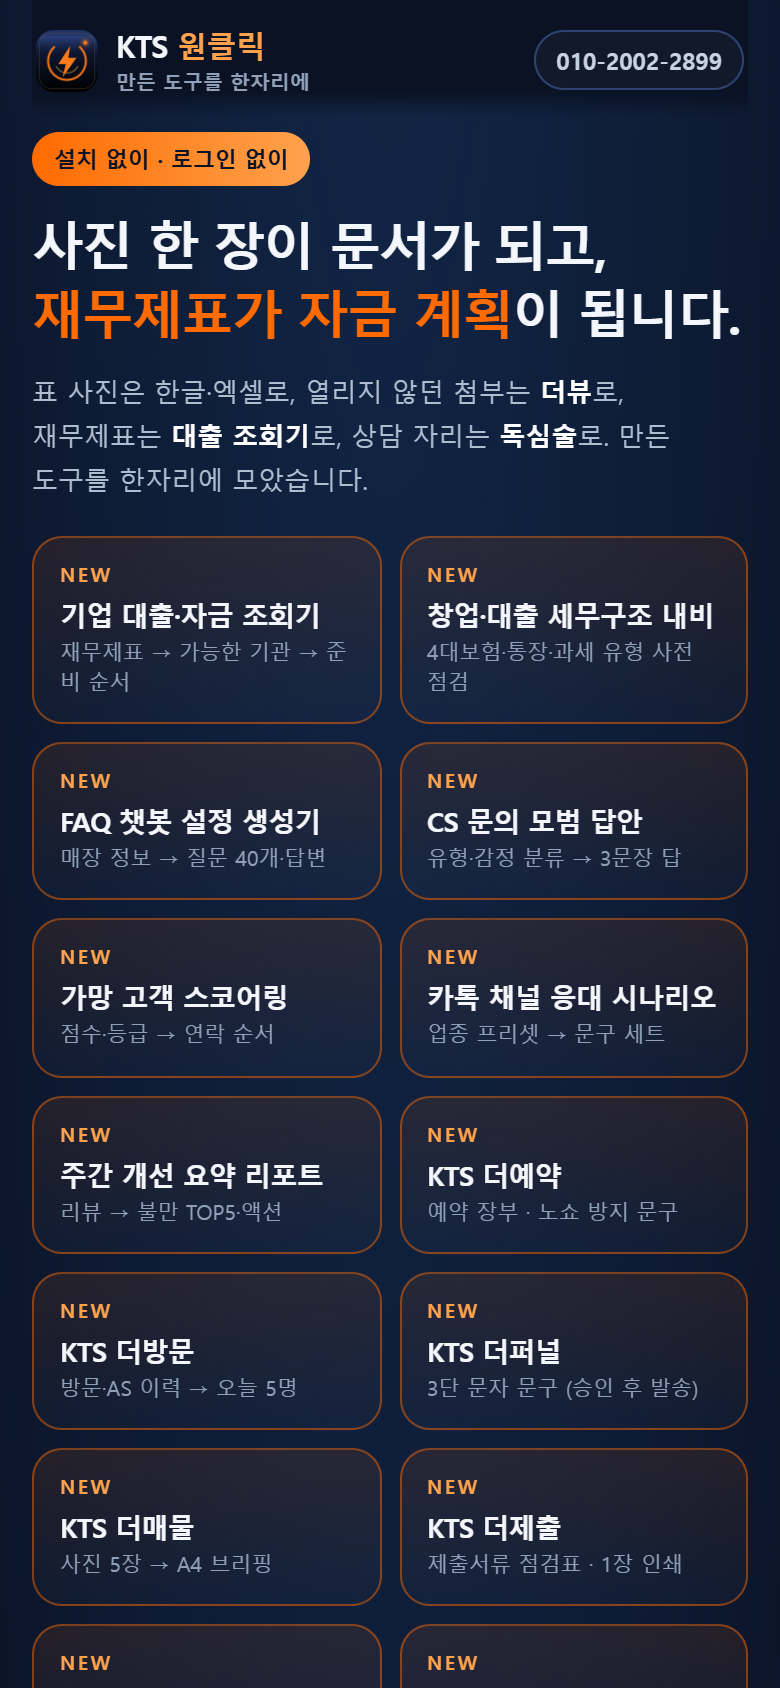 KTS 원클릭
만든 도구를 한자리에
010-2002-2899
설치 없이 · 로그인 없이
사진 한 장이 문서가 되고,
재무제표가 자금 계획이 됩니다.
표 사진은 한글·엑셀로, 열리지 않던 첨부는 더뷰로,
재무제표는 대출 조회기로, 상담 자리는 독심술로. 만든
도구를 한자리에 모았습니다.
NEW
기업 대출·자금 조회기
재무제표 → 가능한 기관 → 준
비 순서
NEW
창업·대출 세무구조 내비
4대보험·통장·과세 유형 사전
점검
NEW
FAQ 챗봇 설정 생성기
매장 정보 → 질문 40개·답변
NEW
CS 문의 모범 답안
유형·감정 분류 → 3문장 답
NEW
가망 고객 스코어링
점수·등급 → 연락 순서
NEW
카톡 채널 응대 시나리오
업종 프리셋 → 문구 세트
NEW
주간 개선 요약 리포트
리뷰 → 불만 TOP5·액션
NEW
KTS 더예약
예약 장부 · 노쇼 방지 문구
NEW
KTS 더방문
방문·AS 이력 → 오늘 5명
NEW
KTS 더퍼널
3단 문자 문구 (승인 후 발송)
NEW
KTS 더매물
사진 5장 → A4 브리핑
NEW
KTS 더제출
제출서류 점검표 · 1장 인쇄
NEW
NEW